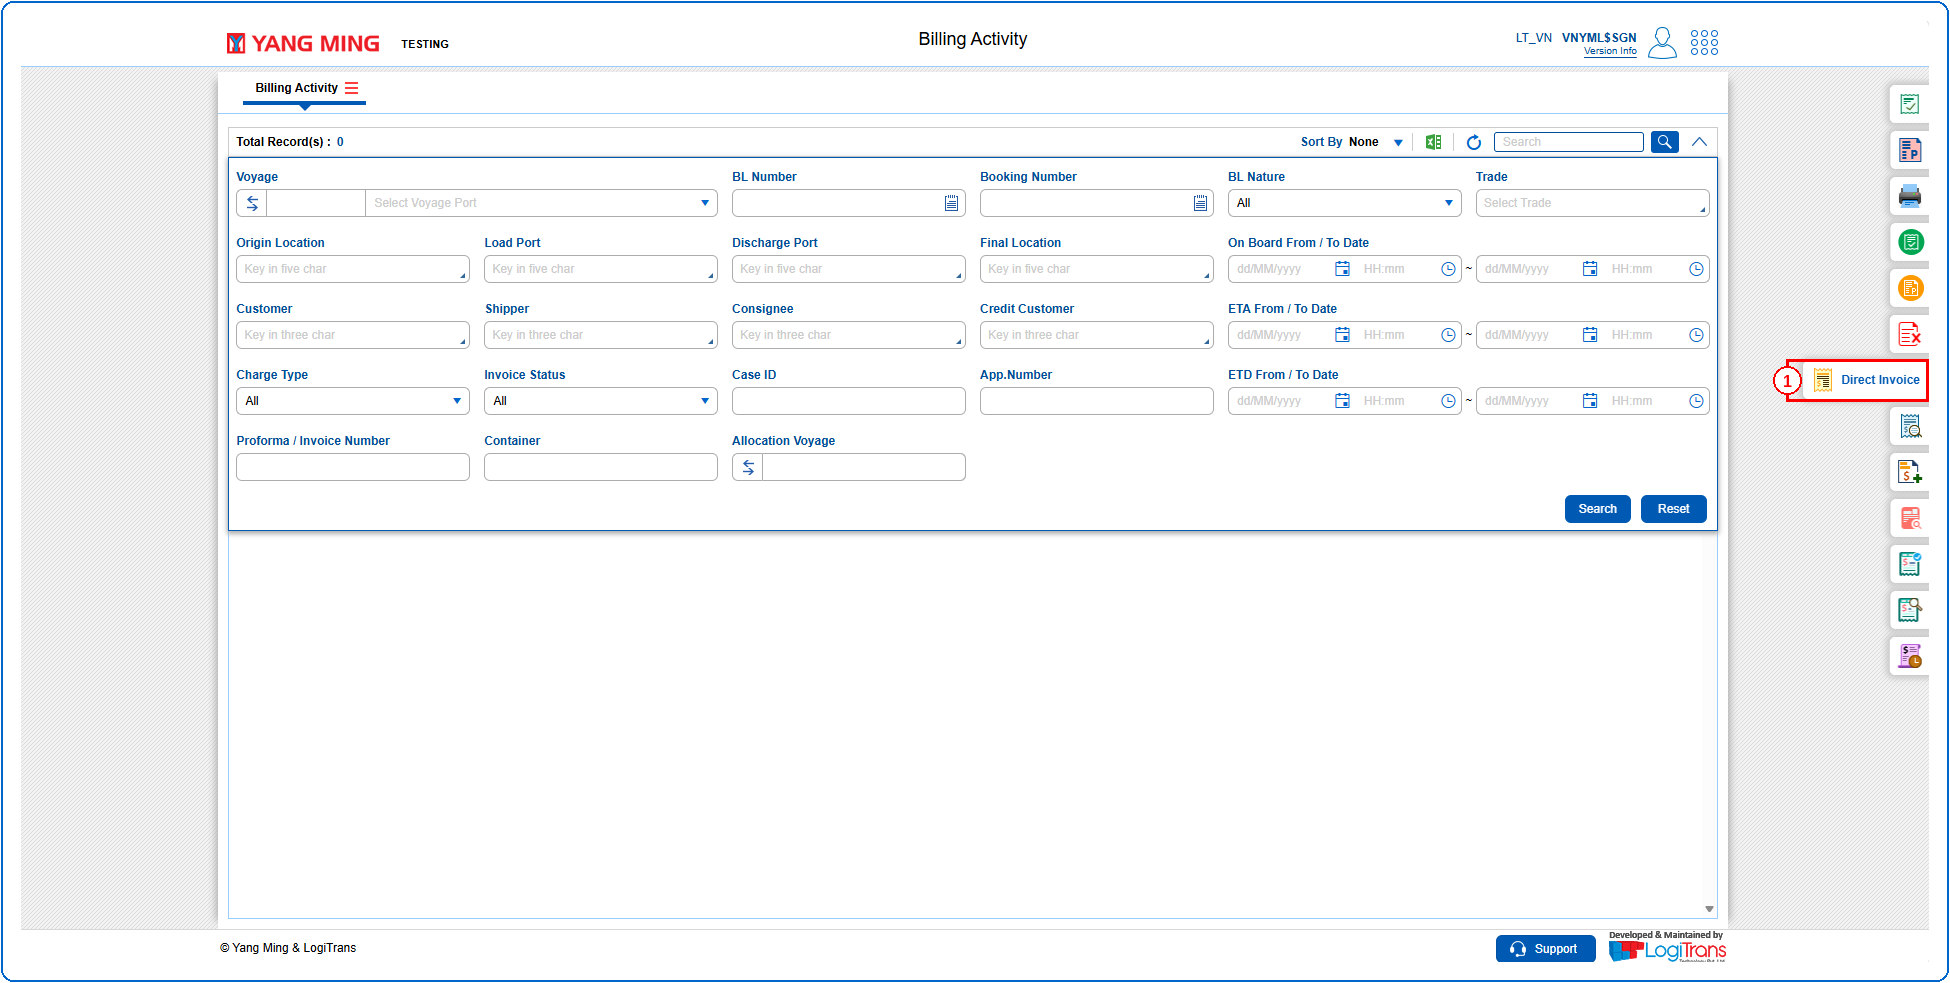 YANG MING TESTING
Billing Activity
LT_VN VNYML$SGN
Version Info
Billing Activity
Total Record(s) : 0
Sort By None
Search
Voyage BL Number Booking Number BL Nature Trade
Select Voyage Port All Select Trade
Origin Location Load Port Discharge Port Final Location On Board From / To Date
Key in five char Key in five char Key in five char Key in five char dd/MM/yyyy HH:mm ~ dd/MM/yyyy HH:mm
Customer Shipper Consignee Credit Customer ETA From / To Date
Key in three char Key in three char Key in three char Key in three char dd/MM/yyyy HH:mm ~ dd/MM/yyyy HH:mm
Charge Type Invoice Status Case ID App.Number ETD From / To Date
All All dd/MM/yyyy HH:mm ~ dd/MM/yyyy HH:mm
Proforma / Invoice Number Container Allocation Voyage
Search Reset
1 Direct Invoice
© Yang Ming & LogiTrans
Support
Developed & Maintained by
LogiTrans